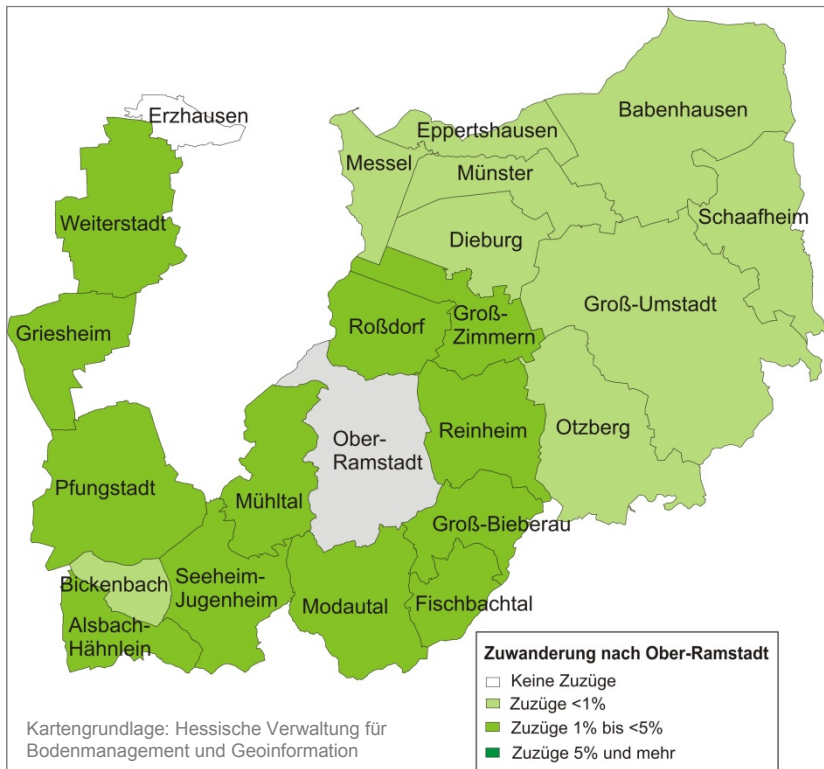 Erzhausen
Babenhausen
Eppertshausen
Messel
Münster
Schaafheim
Weiterstadt
Dieburg
Groß-Umstadt
Griesheim
Roßdorf
Groß-
Zimmern
Ober-
Ramstadt
Reinheim
Otzberg
Pfungstadt
Mühltal
Groß-Bieberau
Bickenbach
Seeheim-
Jugenheim
Modautal
Fischbachtal
Alsbach-
Hähnlein
Zuwanderung nach Ober-Ramstadt
Keine Zuzüge
Zuzüge <1%
Zuzüge 1% bis <5%
Zuzüge 5% und mehr
Kartengrundlage: Hessische Verwaltung für
Bodenmanagement und Geoinformation